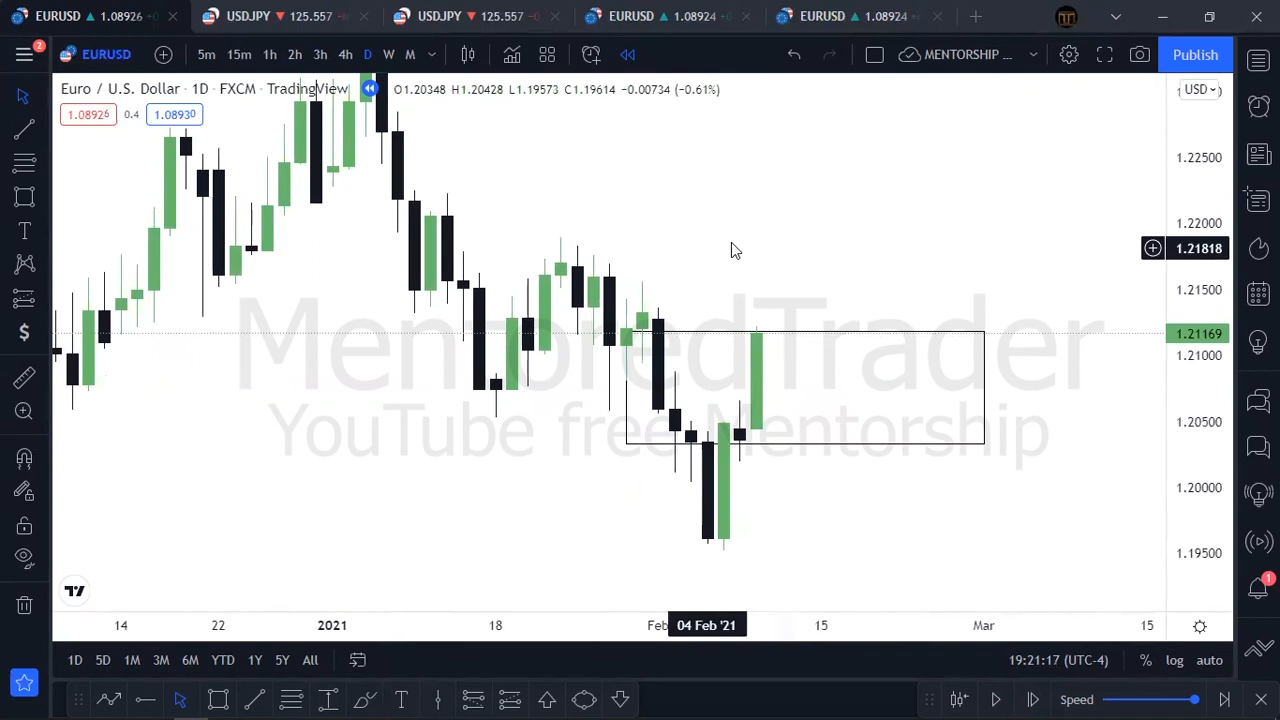 EURUSD ▲ 1.08926
USDJPY ▼ 125.557
USDJPY ▼ 125.557
EURUSD ▲ 1.08924
EURUSD ▲ 1.08924
2
EURUSD
5m 15m 1h 2h 3h 4h D W M
MENTORSHIP ...
Publish
Euro / U.S. Dollar · 1D · FXCM · TradingView
O1.20348 H1.20428 L1.19573 C1.19614 −0.00734 (−0.61%)
USD
1.08926 0.4 1.08930
1.22500
1.22000
1.21818
1.21500
1.21169
1.21000
1.20500
1.20000
1.19500
MentoredTrader
YouTube free Mentorship
14 22 2021 18 Feb 04 Feb '21 15 Mar 15
1D 5D 1M 3M 6M YTD 1Y 5Y All
19:21:17 (UTC-4) % log auto
1
Speed